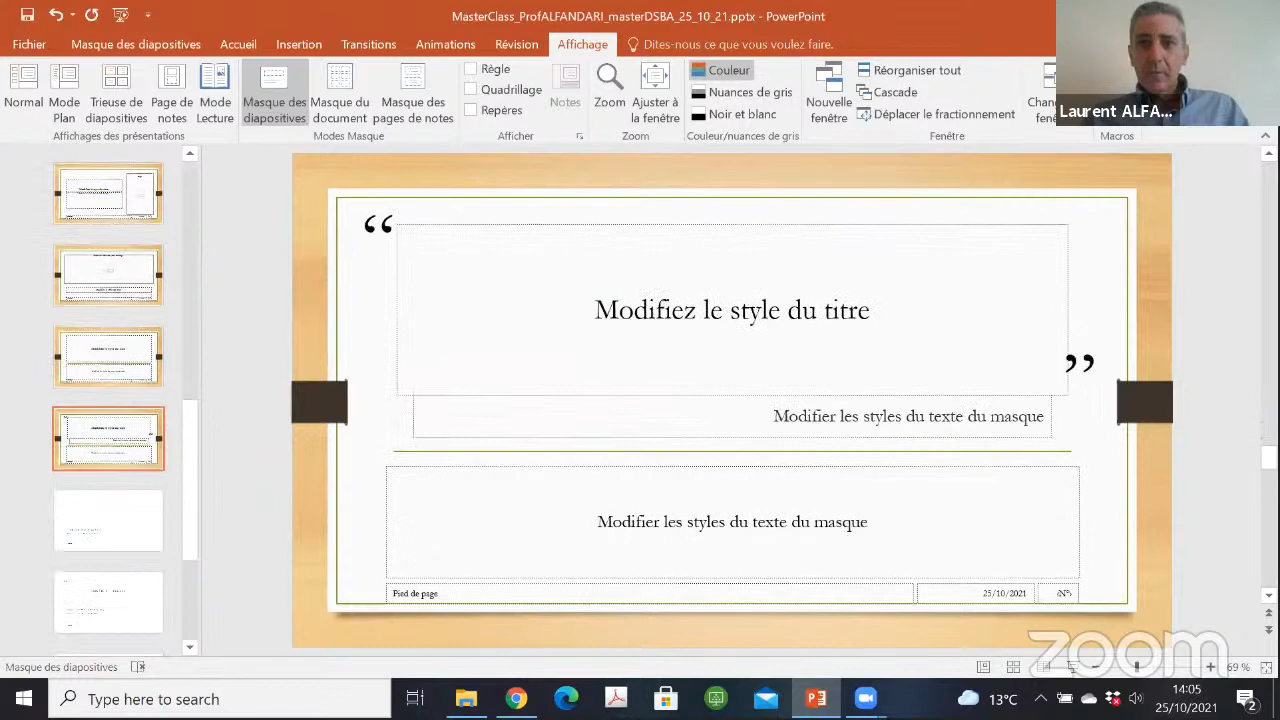 MasterClass_ProfALFANDARI_masterDSBA_25_10_21.pptx - PowerPoint
Fichier Masque des diapositives Accueil Insertion Transitions Animations Révision Affichage Dites-nous ce que vous voulez faire.
Normal Mode Plan Trieuse de diapositives Page de notes Mode Lecture
Affichages des présentations
Masque des diapositives Masque du document Masque des pages de notes
Modes Masque
Règle
Quadrillage
Repères
Notes
Afficher
Zoom Ajuster à la fenêtre
Zoom
Couleur
Nuances de gris
Noir et blanc
Couleur/nuances de gris
Nouvelle fenêtre
Réorganiser tout
Cascade
Déplacer le fractionnement
Fenêtre
Macros
Laurent ALFA...
“
Modifiez le style du titre
”
Modifier les styles du texte du masque
Modifier les styles du texte du masque
Pied de page 25/10/2021 ‹N°›
zoom
Masque des diapositives
69 %
Type here to search
13°C
14:05
25/10/2021
2